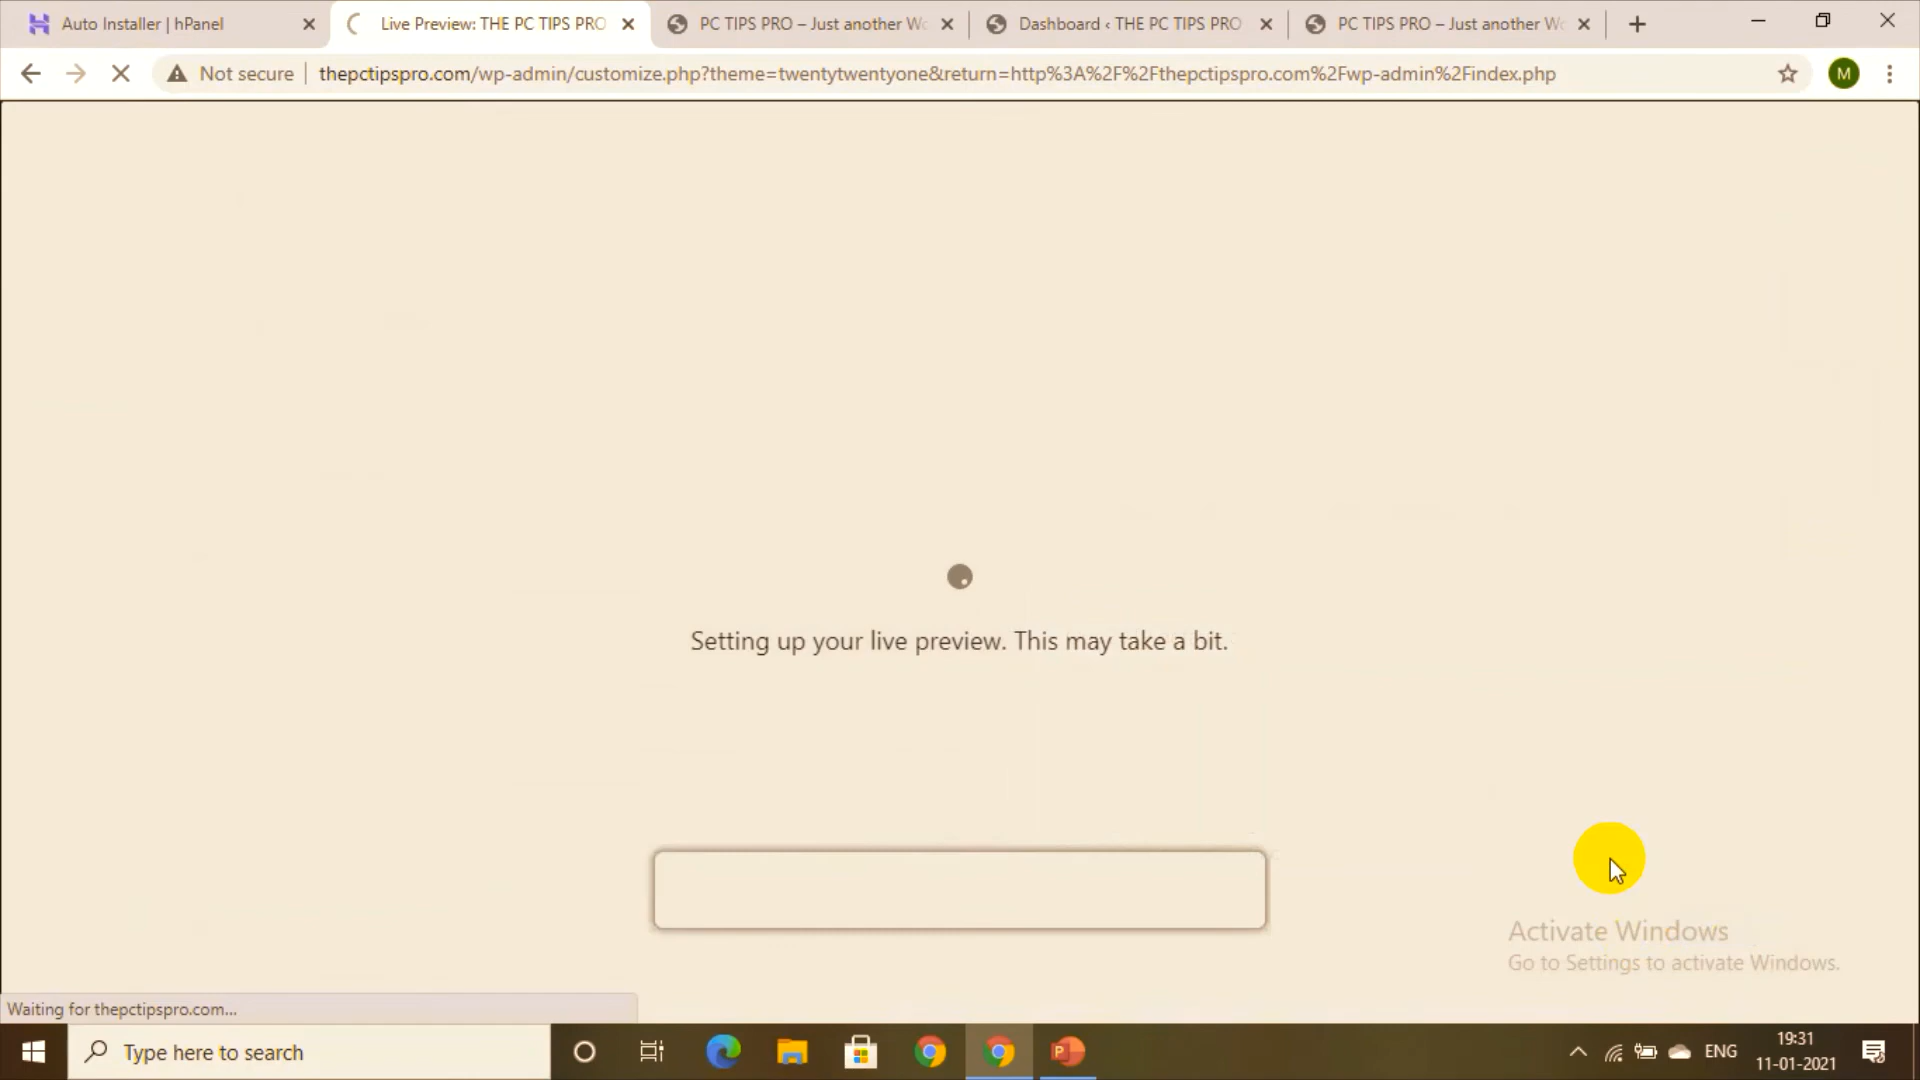 Auto Installer | hPanel
Live Preview: THE PC TIPS PRO
PC TIPS PRO – Just another Wo
Dashboard ‹ THE PC TIPS PRO
PC TIPS PRO – Just another Wo
Not secure
thepctipspro.com/wp-admin/customize.php?theme=twentytwentyone&return=http%3A%2F%2Fthepctipspro.com%2Fwp-admin%2Findex.php
M
Setting up your live preview. This may take a bit.
Activate Windows
Go to Settings to activate Windows.
Waiting for thepctipspro.com...
Type here to search
P
ENG
19:31
11-01-2021